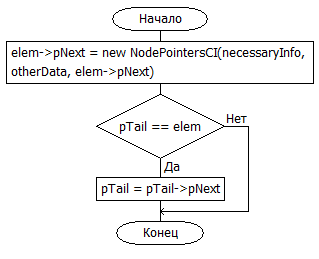 Начало
elem->pNext = new NodePointersCI(necessaryInfo,
otherData, elem->pNext)
pTail == elem
Нет
Да
pTail = pTail->pNext
Конец